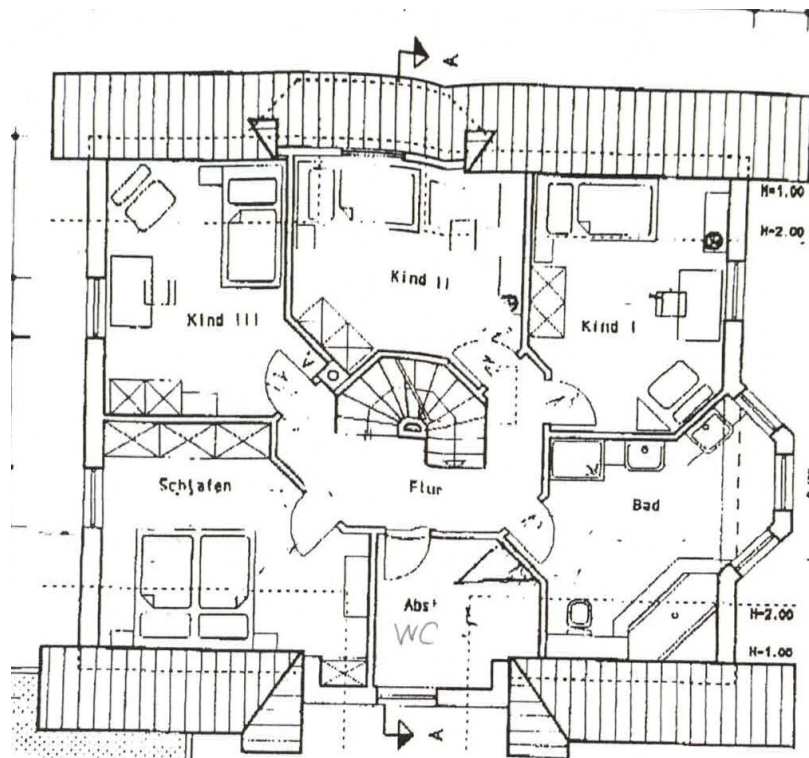 A
H=1.00
H=2.00
Kind II
Kind III
Kind I
Schlafen
Flur
Bad
Abst
WC
H=2.00
H=1.00
A